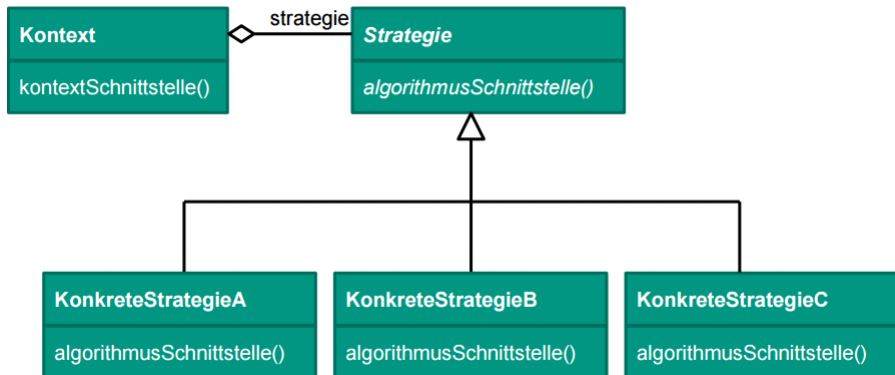 Kontext
strategie
Strategie
kontextSchnittstelle()
algorithmusSchnittstelle()
KonkreteStrategieA
KonkreteStrategieB
KonkreteStrategieC
algorithmusSchnittstelle()
algorithmusSchnittstelle()
algorithmusSchnittstelle()